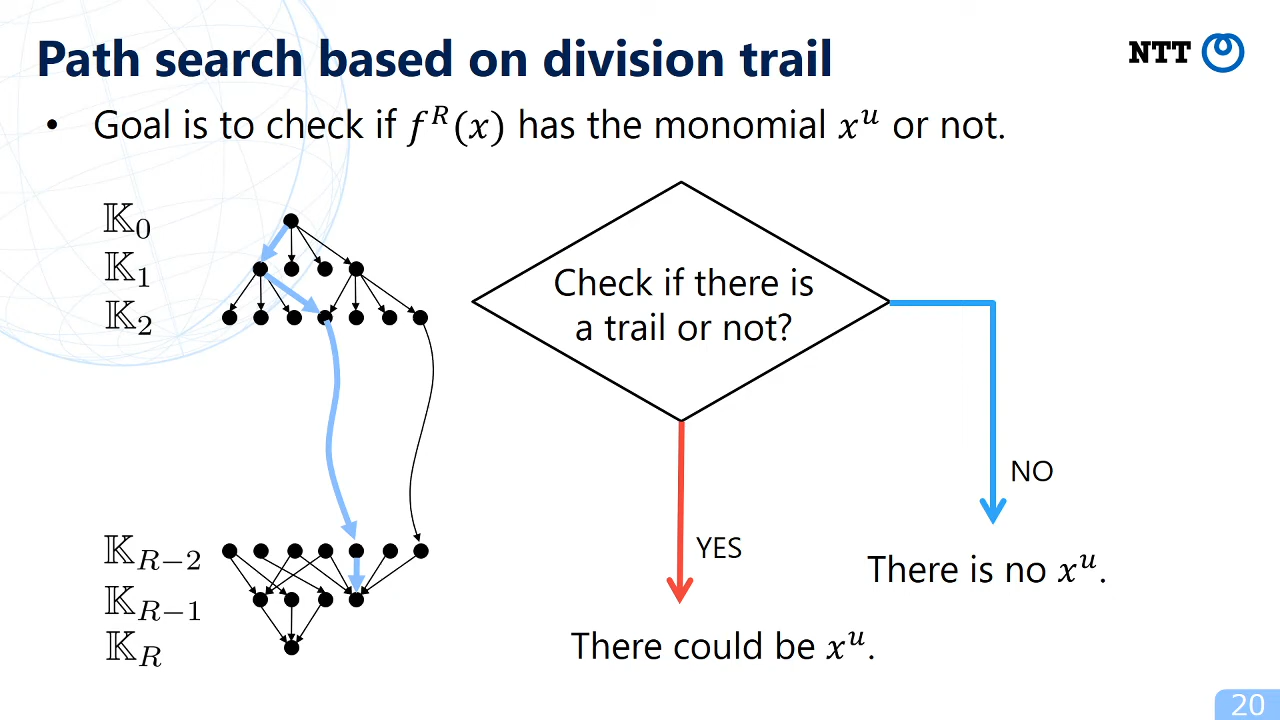 Path search based on division trail
NTT
• Goal is to check if f^R(x) has the monomial x^u or not.
𝕂_0
𝕂_1
𝕂_2
Check if there is
a trail or not?
NO
𝕂_{R−2}
YES
There is no x^u.
𝕂_{R−1}
𝕂_R
There could be x^u.
20